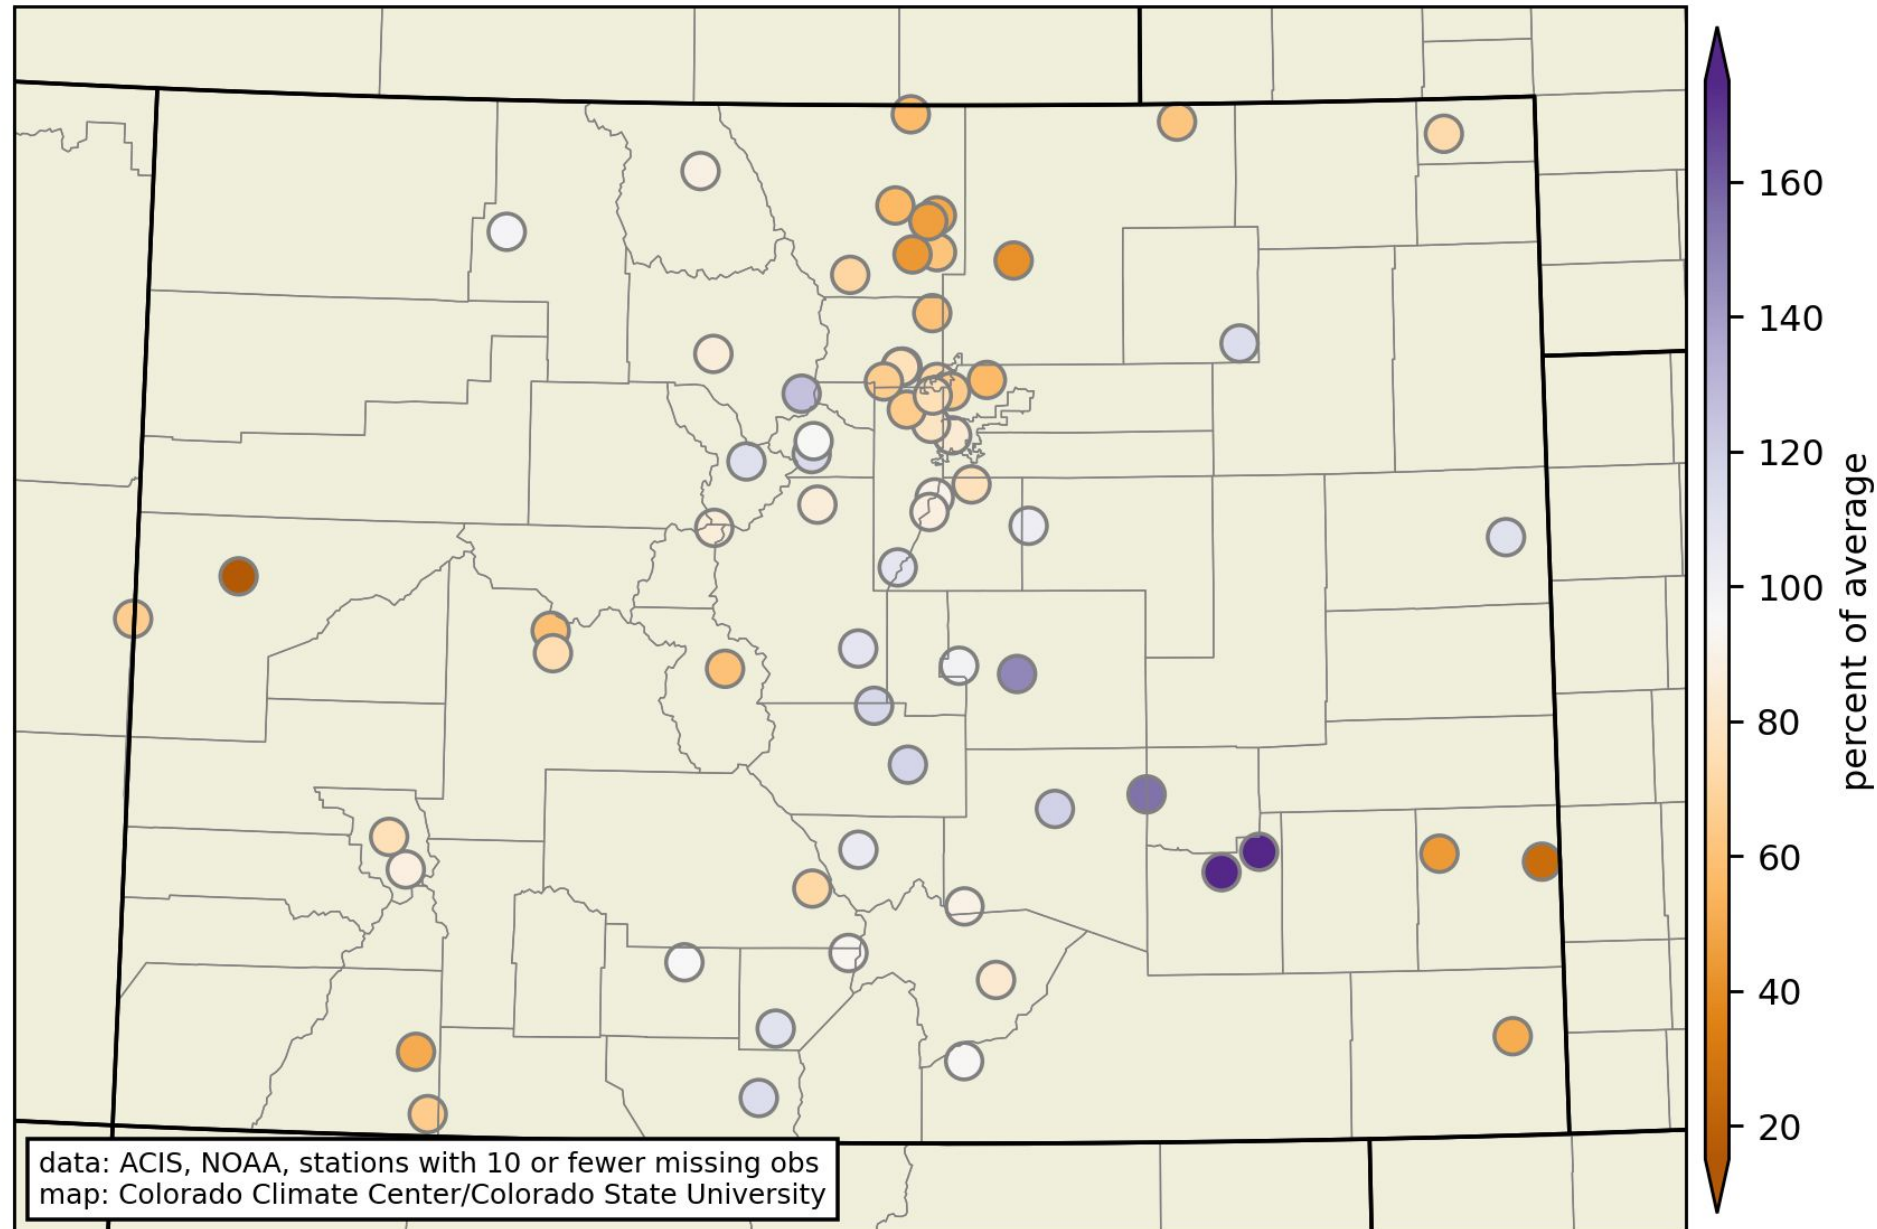 160
140
120
100
80
60
40
20
percent of average
data: ACIS, NOAA, stations with 10 or fewer missing obs
map: Colorado Climate Center/Colorado State University